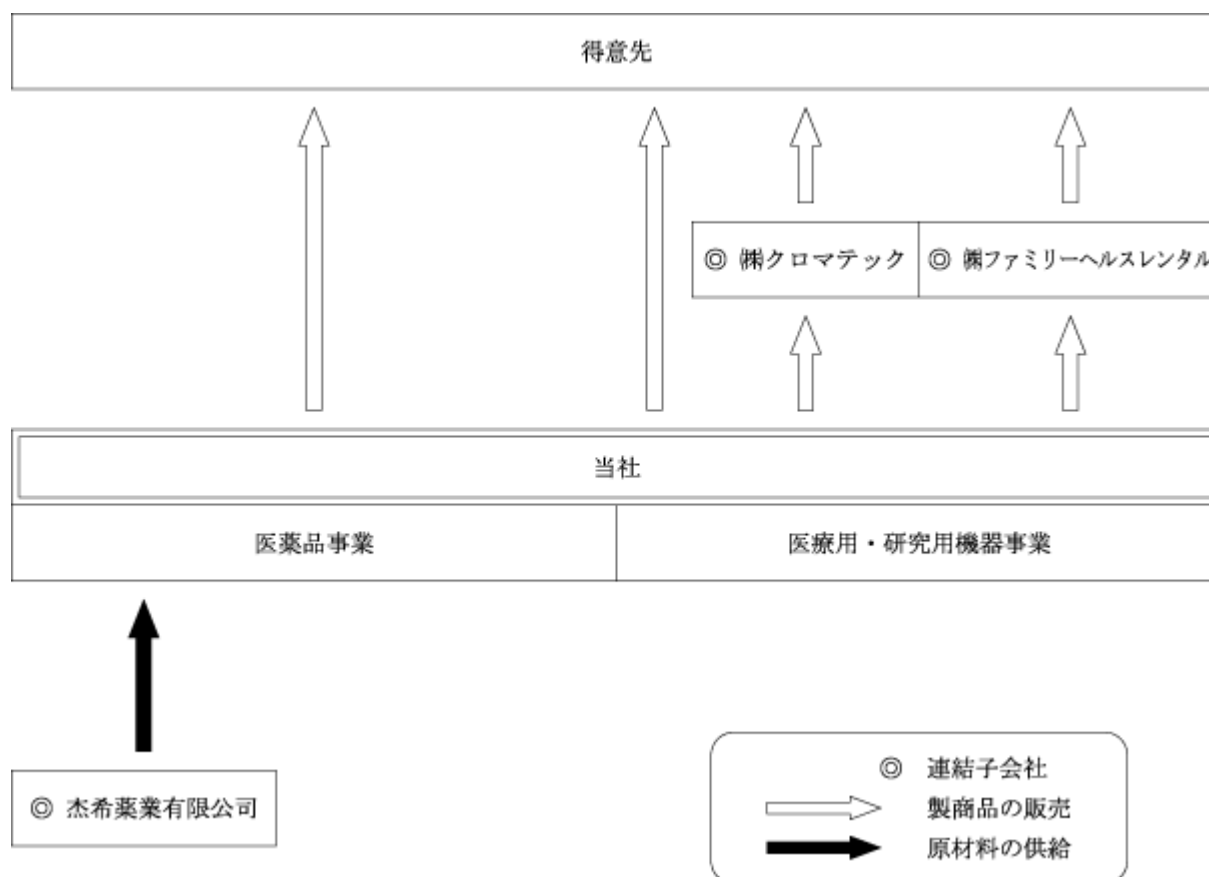 得意先
◎ ㈱クロマテック
◎ ㈱ファミリーヘルスレンタル
当社
医薬品事業
医療用・研究用機器事業
◎ 杰希薬業有限公司
◎ 連結子会社
製商品の販売
原材料の供給